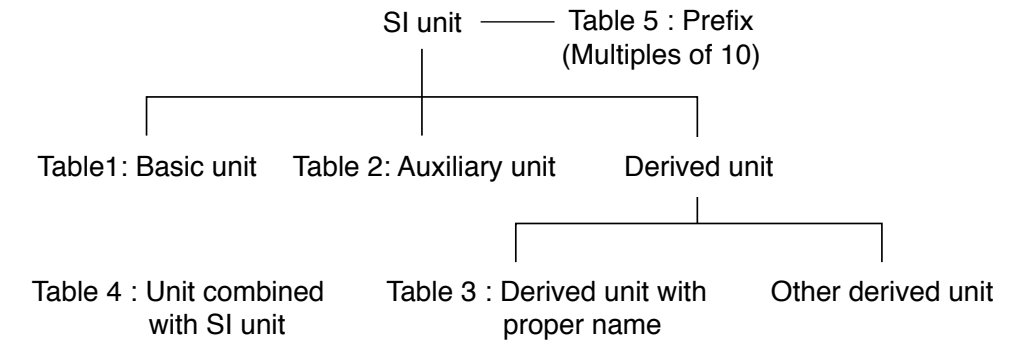 SI unit
Table 5 : Prefix
(Multiples of 10)
Table1: Basic unit
Table 2: Auxiliary unit
Derived unit
Table 4 : Unit combined
with SI unit
Table 3 : Derived unit with
proper name
Other derived unit